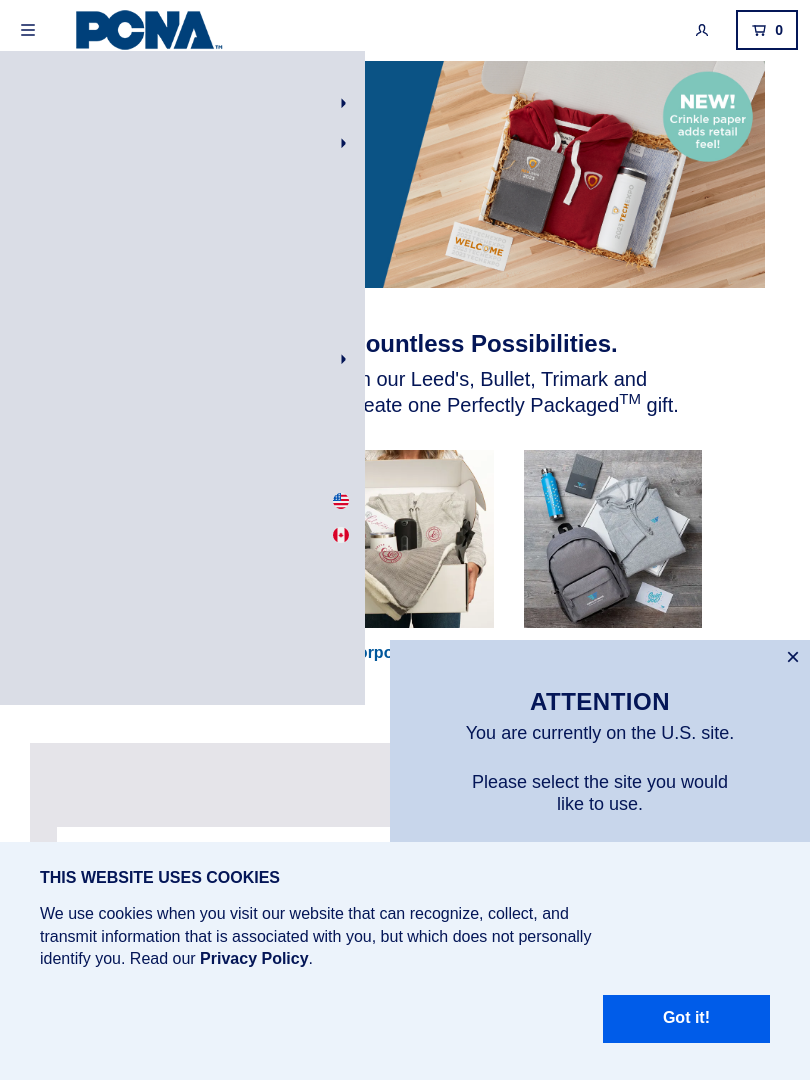 PCNA™
0
NEW!
Crinkle paper
adds retail
feel!
WELCOME
ountless Possibilities.
n our Leed's, Bullet, Trimark and
eate one Perfectly Packaged™ gift.
orpo
ATTENTION
You are currently on the U.S. site.
Please select the site you would
like to use.
THIS WEBSITE USES COOKIES
We use cookies when you visit our website that can recognize, collect, and
transmit information that is associated with you, but which does not personally
identify you. Read our Privacy Policy.
Got it!